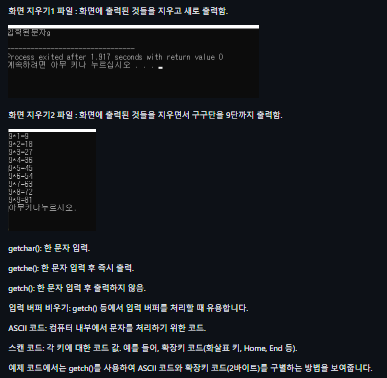 화면 지우기1 파일 : 화면에 출력된 것들을 지우고 새로 출력함.
입력된문자a
--------------------------------
Process exited after 1.917 seconds with return value 0
계속하려면 아무 키나 누르십시오 . . .
화면 지우기2 파일 : 화면에 출력된 것들을 지우면서 구구단을 9단까지 출력함.
9*1=9
9*2=18
9*3=27
9*4=36
9*5=45
9*6=54
9*7=63
9*8=72
9*9=81
아무키나누르시오.
getchar(): 한 문자 입력.
getche(): 한 문자 입력 후 즉시 출력.
getch(): 한 문자 입력 후 출력하지 않음.
입력 버퍼 비우기: getch() 등에서 입력 버퍼를 처리할 때 유용합니다.
ASCII 코드: 컴퓨터 내부에서 문자를 처리하기 위한 코드.
스캔 코드: 각 키에 대한 코드 값. 예를 들어, 확장키 코드(화살표 키, Home, End 등).
예제 코드에서는 getch()를 사용하여 ASCII 코드와 확장키 코드(2바이트)를 구별하는 방법을 보여줍니다.